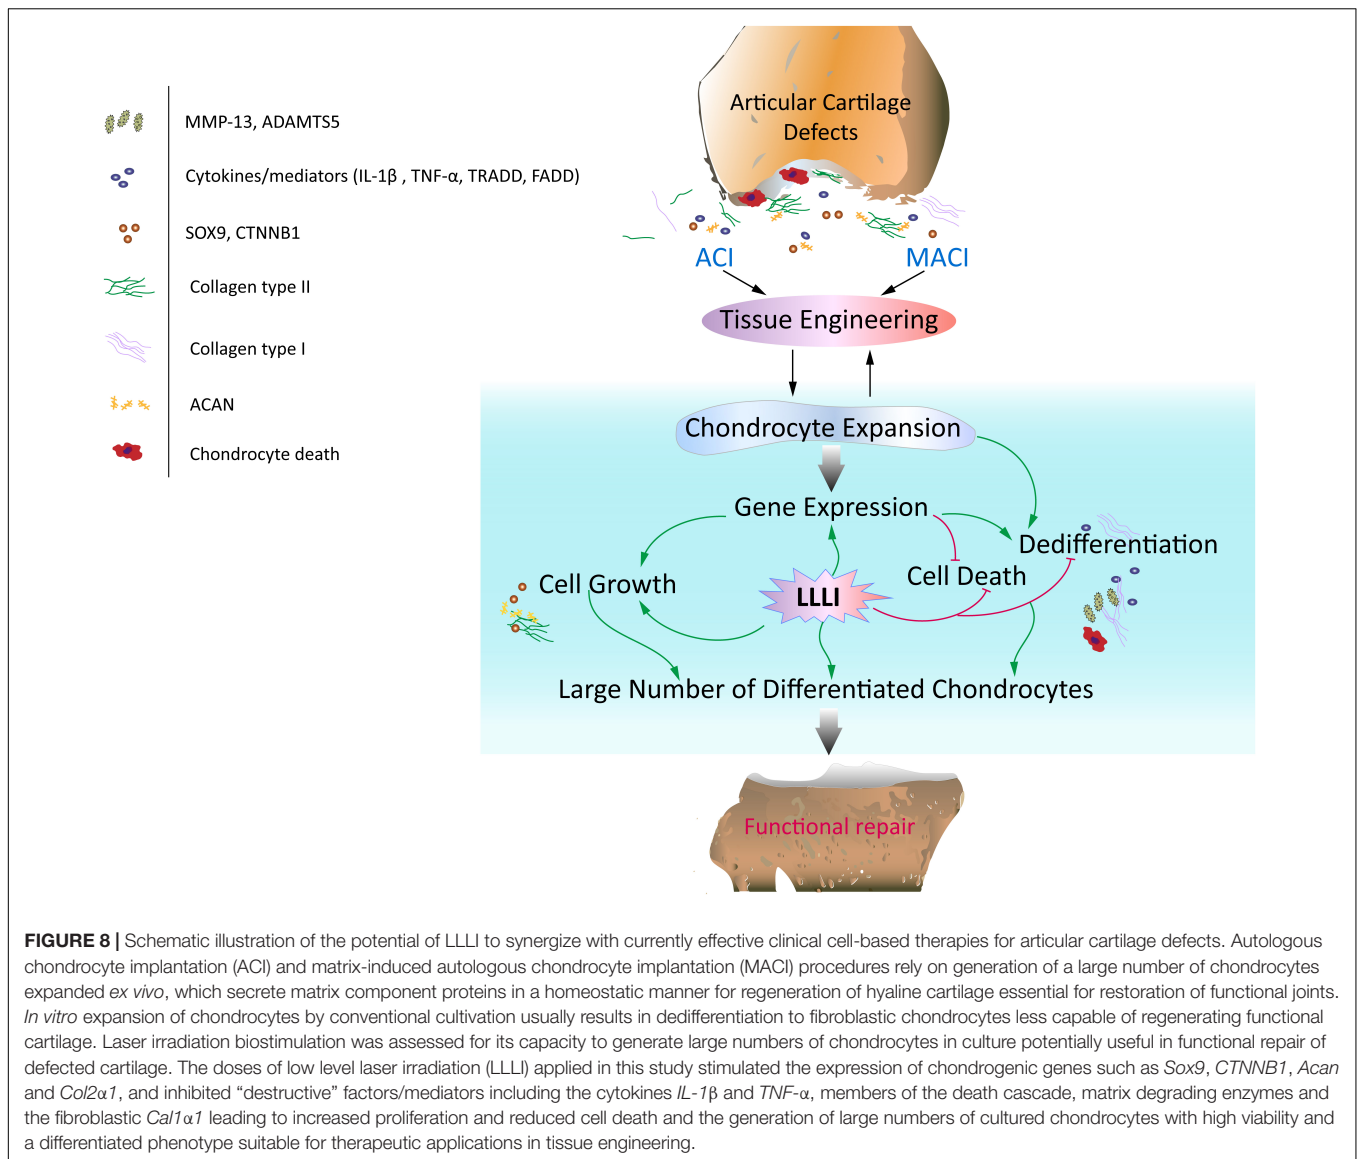 Articular Cartilage
Defects
MMP-13, ADAMTS5
Cytokines/mediators (IL-1β , TNF-α, TRADD, FADD)
SOX9, CTNNB1
Collagen type II
Collagen type I
ACAN
Chondrocyte death
ACI
MACI
Tissue Engineering
Chondrocyte Expansion
Gene Expression
Dedifferentiation
Cell Death
Cell Growth
LLLI
Large Number of Differentiated Chondrocytes
Functional repair
FIGURE 8 | Schematic illustration of the potential of LLLI to synergize with currently effective clinical cell-based therapies for articular cartilage defects. Autologous
chondrocyte implantation (ACI) and matrix-induced autologous chondrocyte implantation (MACI) procedures rely on generation of a large number of chondrocytes
expanded ex vivo, which secrete matrix component proteins in a homeostatic manner for regeneration of hyaline cartilage essential for restoration of functional joints.
In vitro expansion of chondrocytes by conventional cultivation usually results in dedifferentiation to fibroblastic chondrocytes less capable of regenerating functional
cartilage. Laser irradiation biostimulation was assessed for its capacity to generate large numbers of chondrocytes in culture potentially useful in functional repair of
defected cartilage. The doses of low level laser irradiation (LLLI) applied in this study stimulated the expression of chondrogenic genes such as Sox9, CTNNB1, Acan
and Col2α1, and inhibited “destructive” factors/mediators including the cytokines IL-1β and TNF-α, members of the death cascade, matrix degrading enzymes and
the fibroblastic Cal1α1 leading to increased proliferation and reduced cell death and the generation of large numbers of cultured chondrocytes with high viability and
a differentiated phenotype suitable for therapeutic applications in tissue engineering.